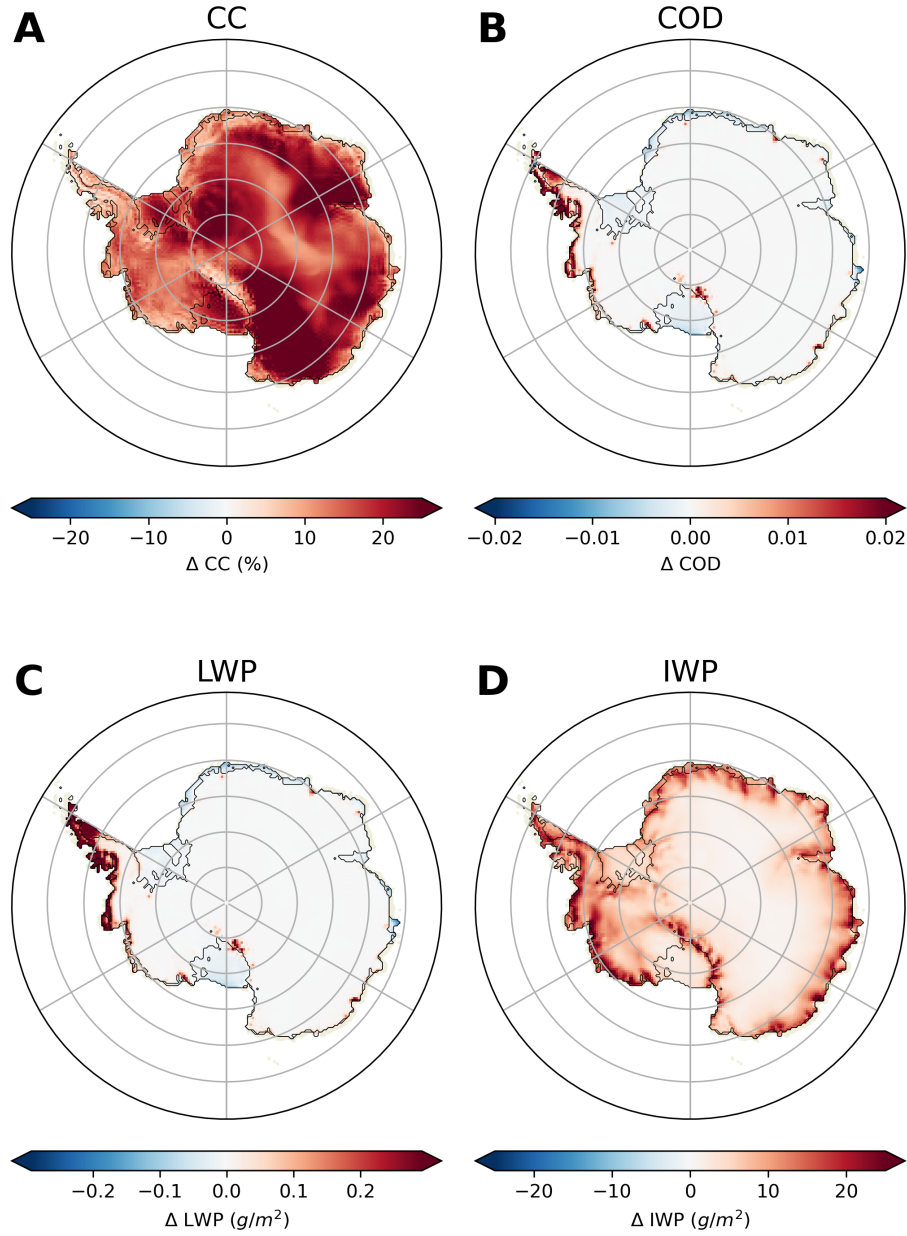 A
CC
B
COD
−20 −10 0 10 20
Δ CC (%)
−0.02 −0.01 0.00 0.01 0.02
Δ COD
C
LWP
D
IWP
−0.2 −0.1 0.0 0.1 0.2
Δ LWP (g/m²)
−20 −10 0 10 20
Δ IWP (g/m²)